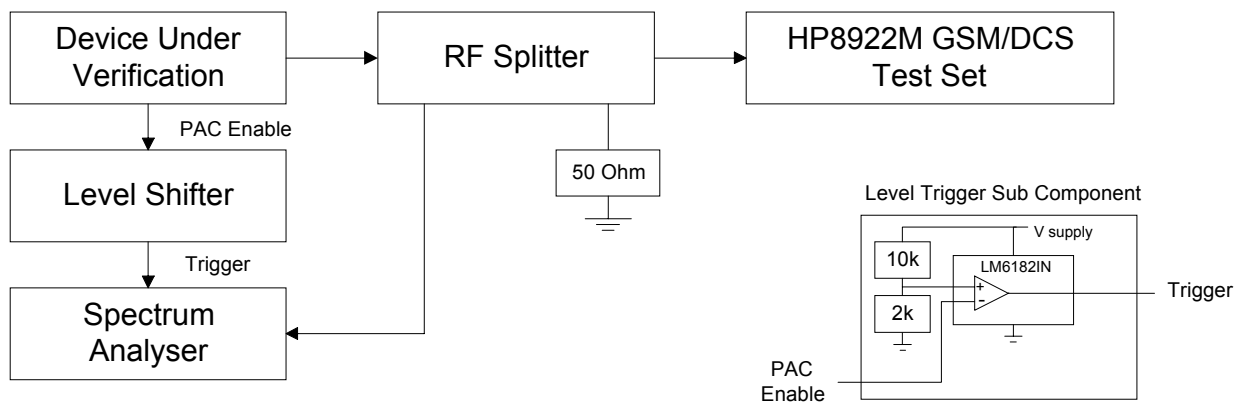 Device Under
Verification
RF Splitter
HP8922M GSM/DCS
Test Set
PAC Enable
Level Shifter
50 Ohm
Trigger
Spectrum
Analyser
Level Trigger Sub Component
V supply
10k
LM6182IN
+
-
2k
Trigger
PAC
Enable